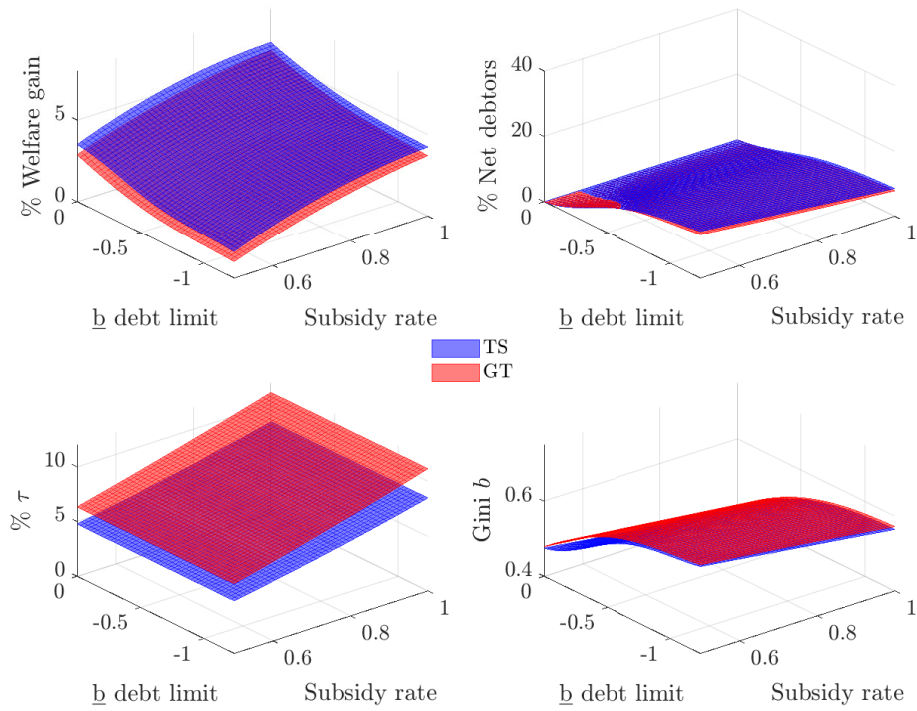 % Welfare gain
5
0
0
-0.5
-1
0.6
0.8
1
b debt limit
Subsidy rate
% Net debtors
40
20
0
0
-0.5
-1
0.6
0.8
1
b debt limit
Subsidy rate
TS
GT
% τ
10
5
0
0
-0.5
-1
0.6
0.8
1
b debt limit
Subsidy rate
Gini b
0.6
0.4
0
-0.5
-1
0.6
0.8
1
b debt limit
Subsidy rate